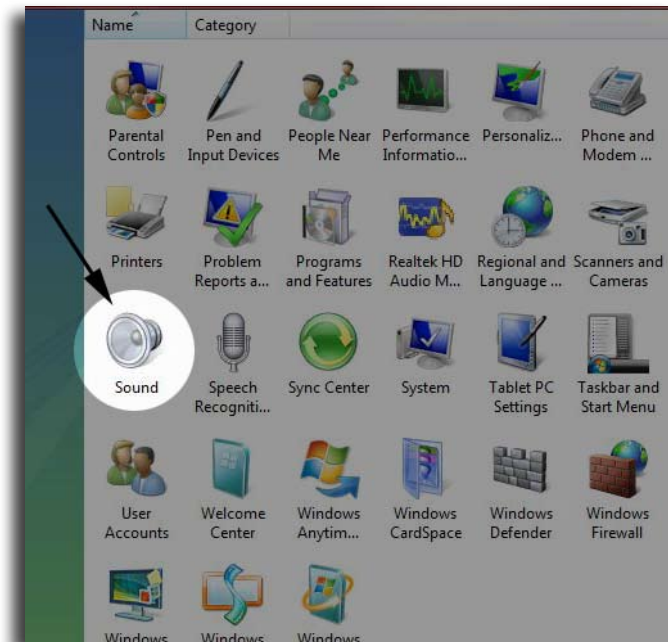 Name Category
Parental Controls
Pen and Input Devices
People Near Me
Performance Informatio...
Personaliz...
Phone and Modem ...
Printers
Problem Reports a...
Programs and Features
Realtek HD Audio M...
Regional and Language ...
Scanners and Cameras
Sound
Speech Recogniti...
Sync Center
System
Tablet PC Settings
Taskbar and Start Menu
User Accounts
Welcome Center
Windows Anytim...
Windows CardSpace
Windows Defender
Windows Firewall
Windows
Windows
Windows